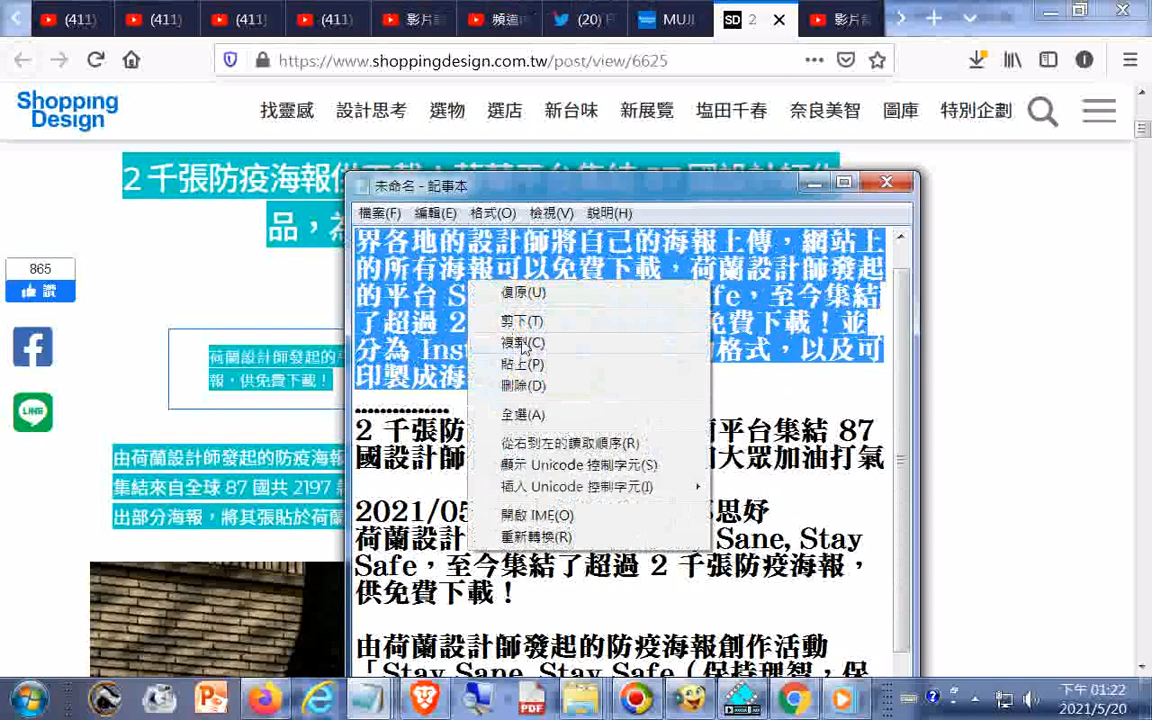 (411)
(411)
(411)
(411)
影片
頻道
(20)
MUJI
SD 2
影片
https://www.shoppingdesign.com.tw/post/view/6625
Shopping
Design
找靈感 設計思考 選物 選店 新台味 新展覽 塩田千春 奈良美智 圖庫 特別企劃
2 千張防疫海報供
品,為
865
讚
荷蘭設計師發起的
報,供免費下載!
由荷蘭設計師發起的防疫海報
集結來自全球 87 國共 2197
出部分海報,將其張貼於荷蘭
未命名 - 記事本
檔案(F) 編輯(E) 格式(O) 檢視(V) 說明(H)
界各地的設計師將自己的海報上傳,網站上
的所有海報可以免費下載,荷蘭設計師發起
的平台 S fe,至今集結
了超過 2 免費下載!並
分為 Inst 格式,以及可
印製成海
...............
2 千張防 平台集結 87
國設計師 大眾加油打氣
2021/05 思妤
荷蘭設計 Sane, Stay
Safe,至今集結了超過 2 千張防疫海報,
供免費下載!
由荷蘭設計師發起的防疫海報創作活動
「Stay Sane, Stay Safe(保持理智,保
復原(U)
剪下(T)
複製(C)
貼上(P)
刪除(D)
全選(A)
從右到左的讀取順序(R)
顯示 Unicode 控制字元(S)
插入 Unicode 控制字元(I)
開啟 IME(O)
重新轉換(R)
LINE
PDF
下午 01:22
2021/5/20